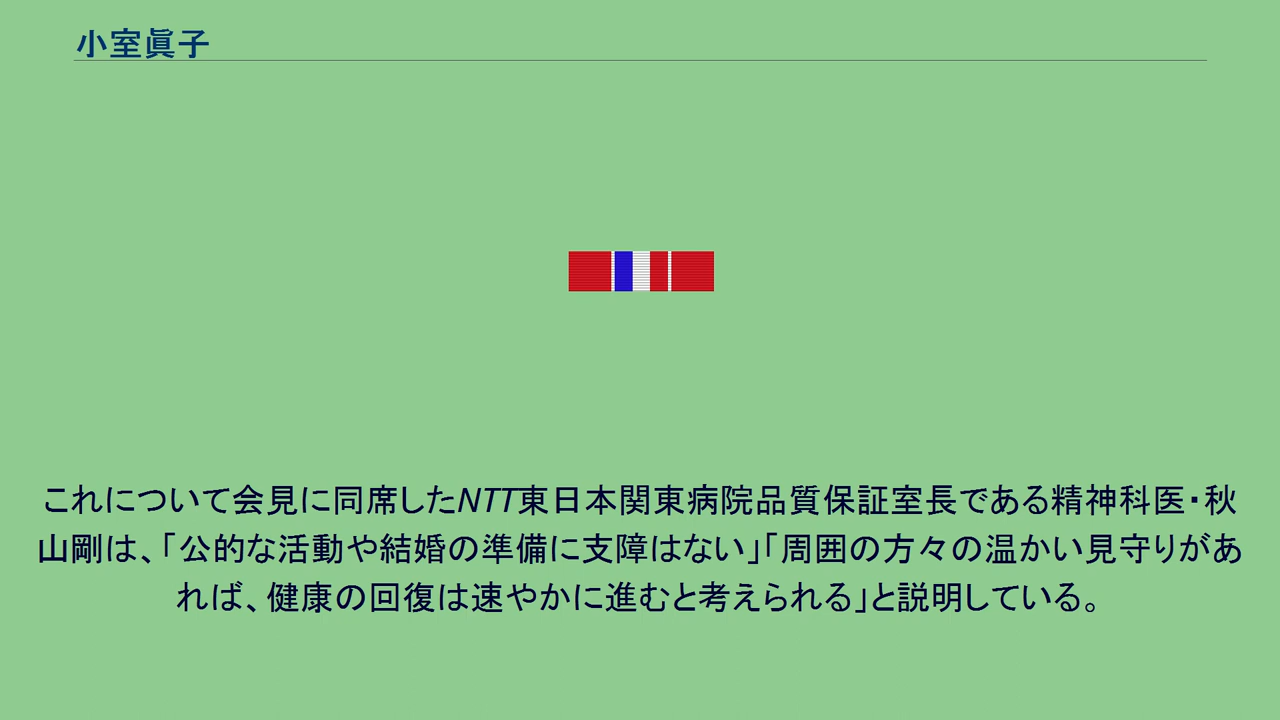 小室眞子
これについて会見に同席したNTT東日本関東病院品質保証室長である精神科医・秋
山剛は、「公的な活動や結婚の準備に支障はない」「周囲の方々の温かい見守りがあ
れば、健康の回復は速やかに進むと考えられる」と説明している。